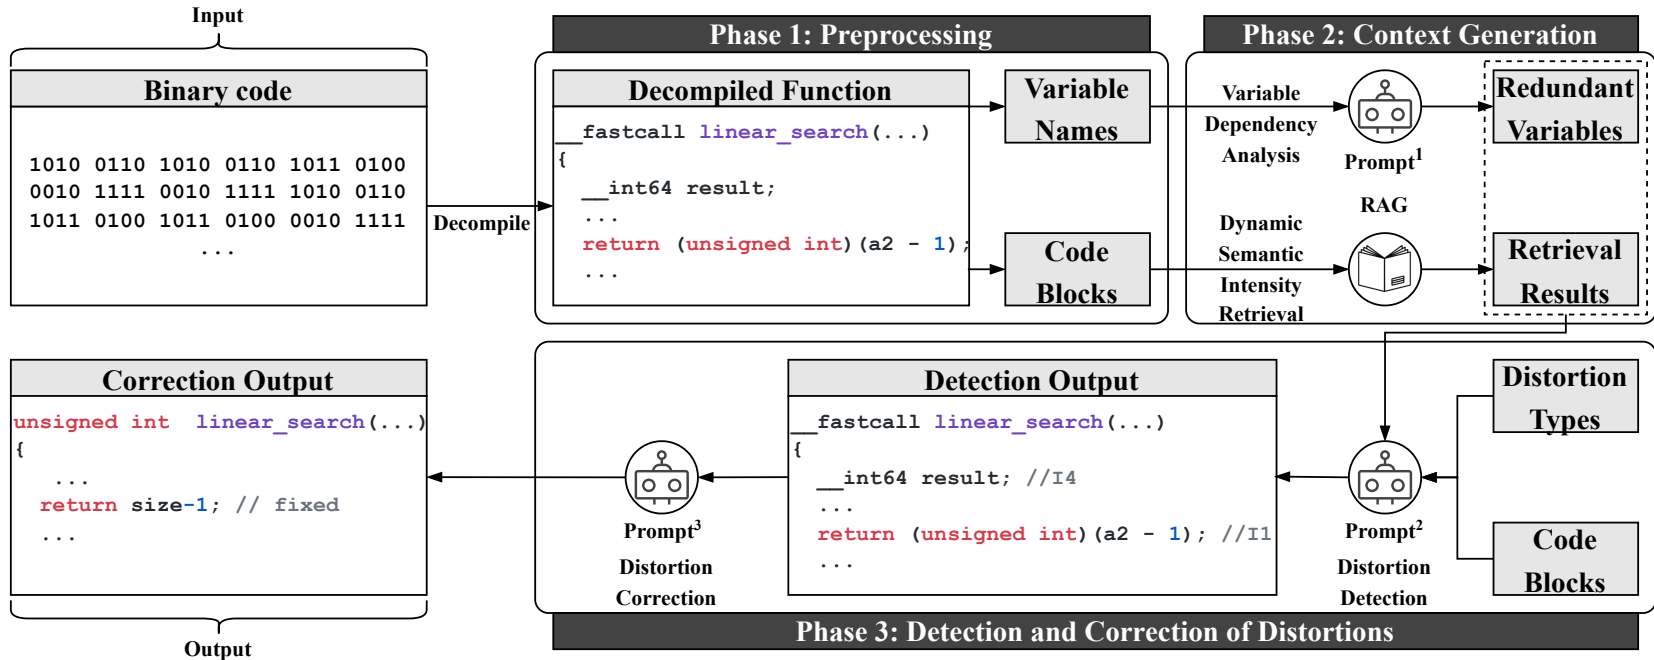 Input
Binary code
1010 0110 1010 0110 1011 0100
0010 1111 0010 1111 1010 0110
1011 0100 1011 0100 0010 1111
...
Decompile
Phase 1: Preprocessing
Decompiled Function
__fastcall linear_search(...)
{
__int64 result;
...
return (unsigned int)(a2 - 1);
...
Variable
Names
Code
Blocks
Phase 2: Context Generation
Variable
Dependency
Analysis
Prompt1
Redundant
Variables
Dynamic
Semantic
Intensity
Retrieval
RAG
Retrieval
Results
Distortion
Types
Code
Blocks
Prompt2
Distortion
Detection
Detection Output
__fastcall linear_search(...)
{
__int64 result; //I4
...
return (unsigned int)(a2 - 1); //I1
...
Prompt3
Distortion
Correction
Phase 3: Detection and Correction of Distortions
Correction Output
unsigned int linear_search(...)
{
...
return size-1; // fixed
...
Output